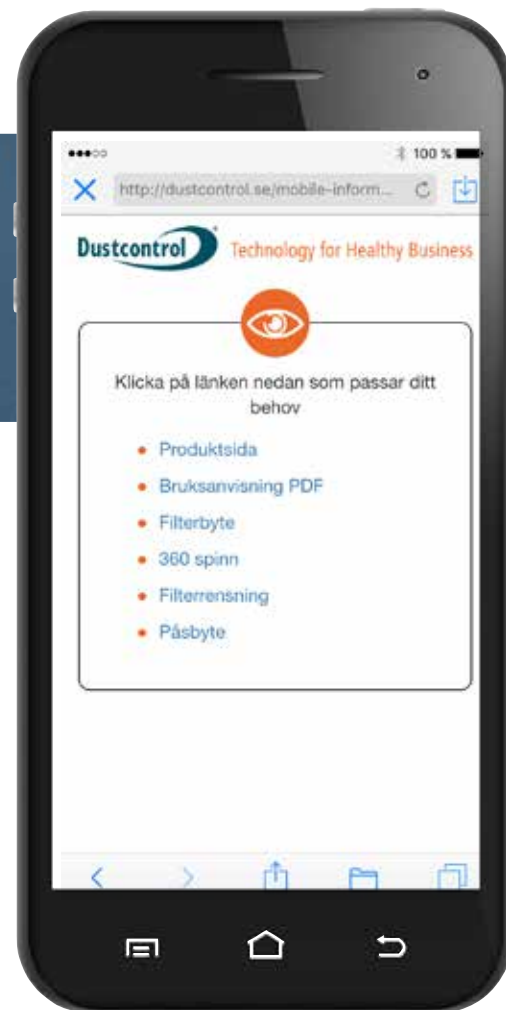 100 %
http://dustcontrol.se/mobile-inform...
Dustcontrol
Technology for Healthy Business
Klicka på länken nedan som passar ditt
behov
• Produktsida
• Bruksanvisning PDF
• Filterbyte
• 360 spinn
• Filterrensning
• Påsbyte